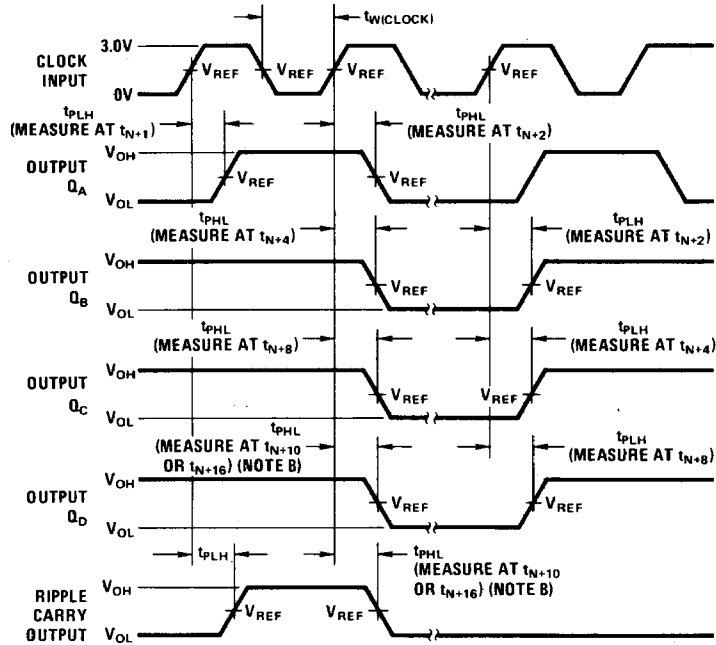 tW(CLOCK)
3.0V
CLOCK
INPUT
0V
VREF VREF VREF VREF
tPLH
(MEASURE AT tN+1)
tPHL
(MEASURE AT tN+2)
VOH
OUTPUT
QA
VOL
VREF VREF
tPHL
(MEASURE AT tN+4)
tPLH
(MEASURE AT tN+2)
VOH
OUTPUT
QB
VOL
VREF VREF
tPHL
(MEASURE AT tN+8)
tPLH
(MEASURE AT tN+4)
VOH
OUTPUT
QC
VOL
VREF VREF
tPHL
(MEASURE AT tN+10
OR tN+16) (NOTE B)
tPLH
(MEASURE AT tN+8)
VOH
OUTPUT
QD
VOL
VREF VREF
tPLH
tPHL
(MEASURE AT tN+10
OR tN+16) (NOTE B)
VOH
RIPPLE
CARRY
OUTPUT
VOL
VREF VREF